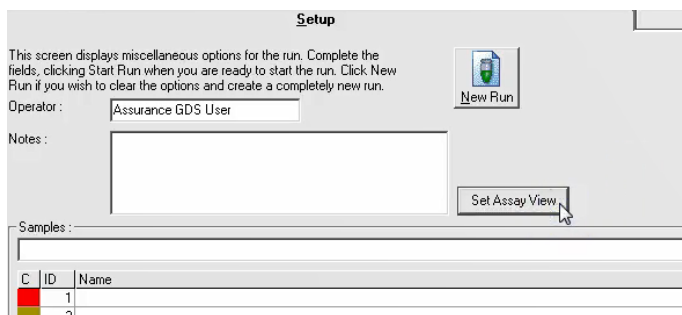 Setup
This screen displays miscellaneous options for the run. Complete the
fields, clicking Start Run when you are ready to start the run. Click New
Run if you wish to clear the options and create a completely new run.
New Run
Operator :
Assurance GDS User
Notes :
Set Assay View
Samples :
C ID Name
1